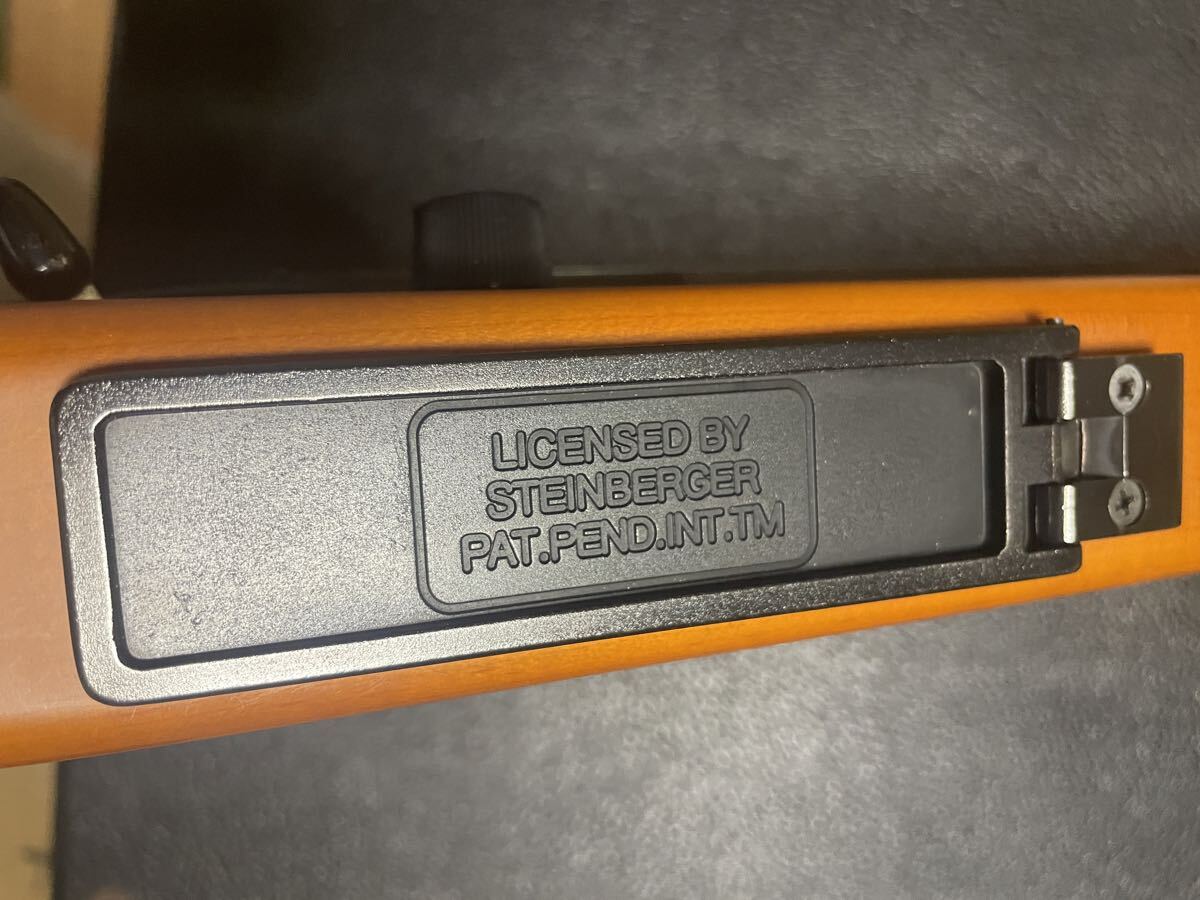 LICENSED BY
STEINBERGER
PAT.PEND.INT.TM